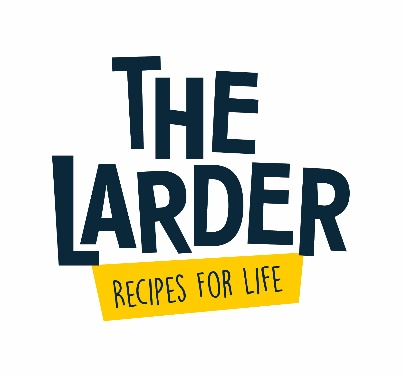 THE
LARDER
RECIPES FOR LIFE